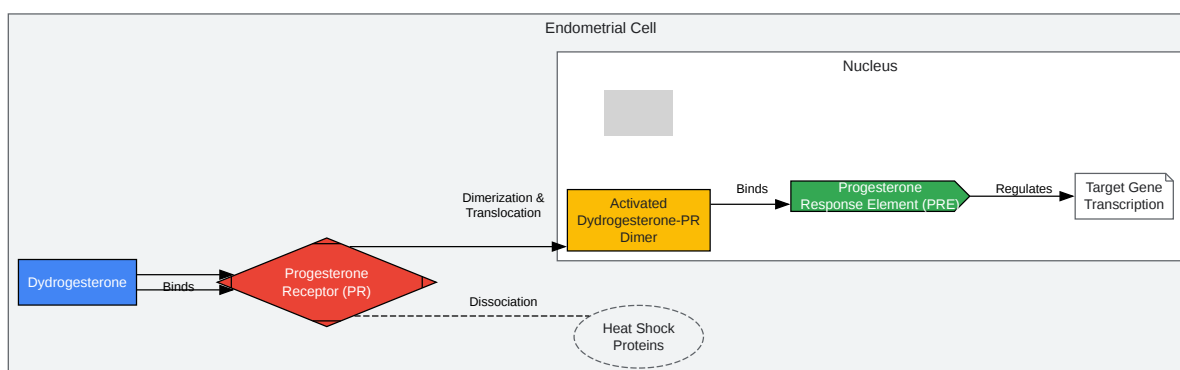 Endometrial Cell
Nucleus
Dimerization &
Translocation
Activated
Dydrogesterone-PR
Dimer
Binds
Progesterone
Response Element (PRE)
Regulates
Target Gene
Transcription
Dydrogesterone
Binds
Progesterone
Receptor (PR)
Dissociation
Heat Shock
Proteins